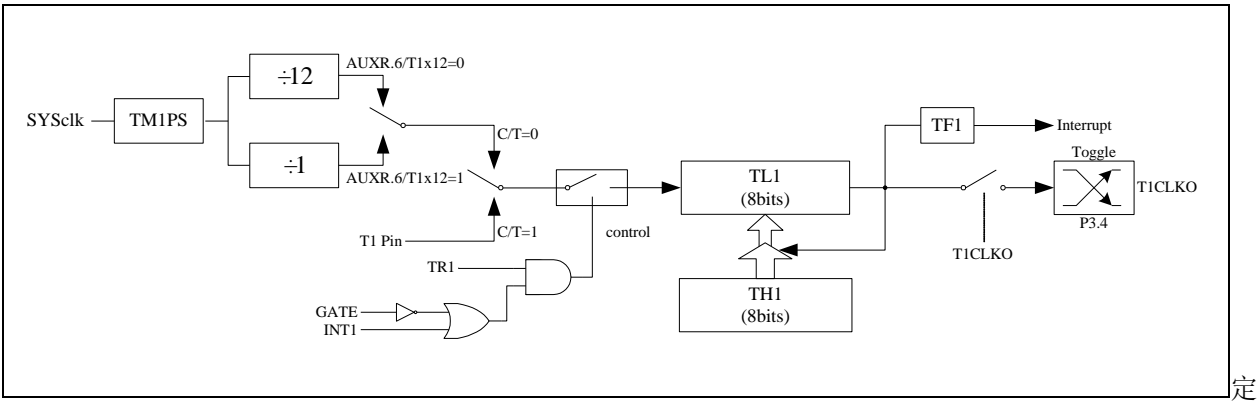 ÷12
AUXR.6/T1x12=0
SYSclk
TM1PS
÷1
AUXR.6/T1x12=1
C/T=0
T1 Pin
C/T=1
control
TR1
GATE
INT1
TL1
(8bits)
TH1
(8bits)
TF1
Interrupt
Toggle
T1CLKO
P3.4
T1CLKO
定